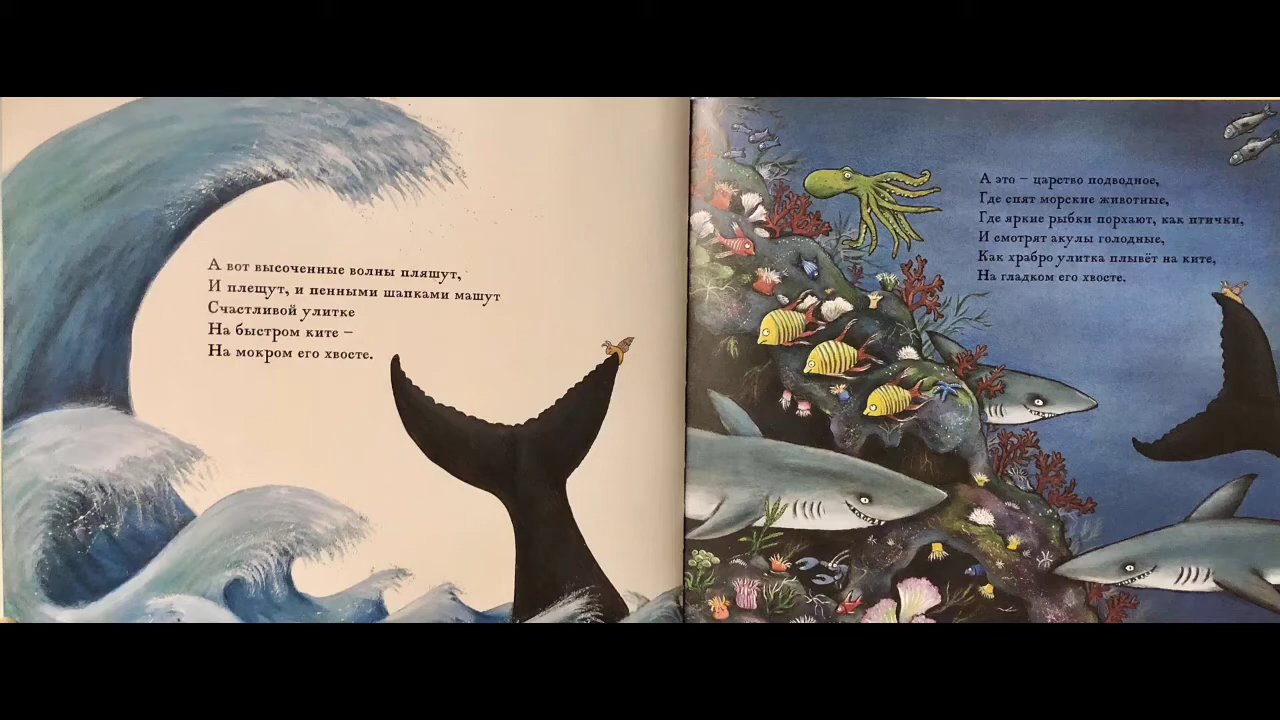 А вот высоченные волны пляшут,
И плещут, и пенными шапками машут
Счастливой улитке
На быстром ките –
На мокром его хвосте.
А это – царство подводное,
Где спят морские животные,
Где яркие рыбки порхают, как птички,
И смотрят акулы голодные,
Как храбро улитка плывёт на ките,
На гладком его хвосте.